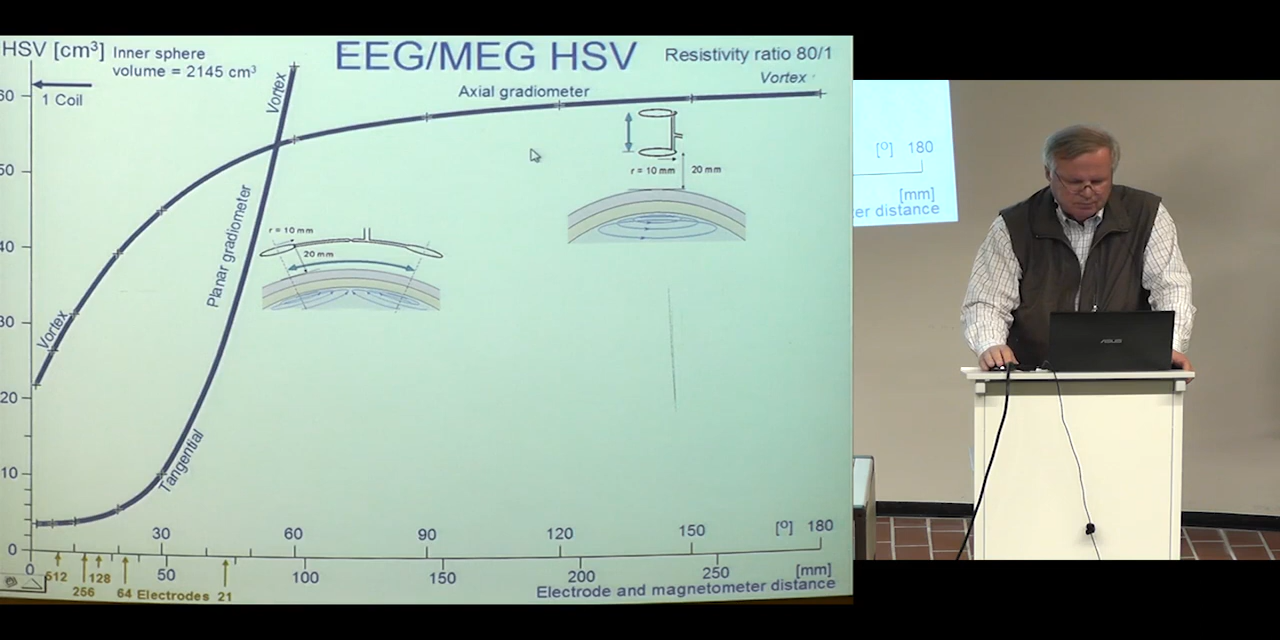 HSV [cm³]
Inner sphere
volume = 2145 cm³
EEG/MEG HSV
Resistivity ratio 80/1
Vortex
Axial gradiometer
1 Coil
Vortex
60
50
40
30
20
10
0
r = 10 mm
20 mm
r = 10 mm
20 mm
Planar gradiometer
Vortex
Tangential
30
60
90
120
150
[º]
180
0
50
100
150
200
250
[mm]
512
256
128
64 Electrodes 21
Electrode and magnetometer distance
[º] 180
[mm]
er distance
ASUS